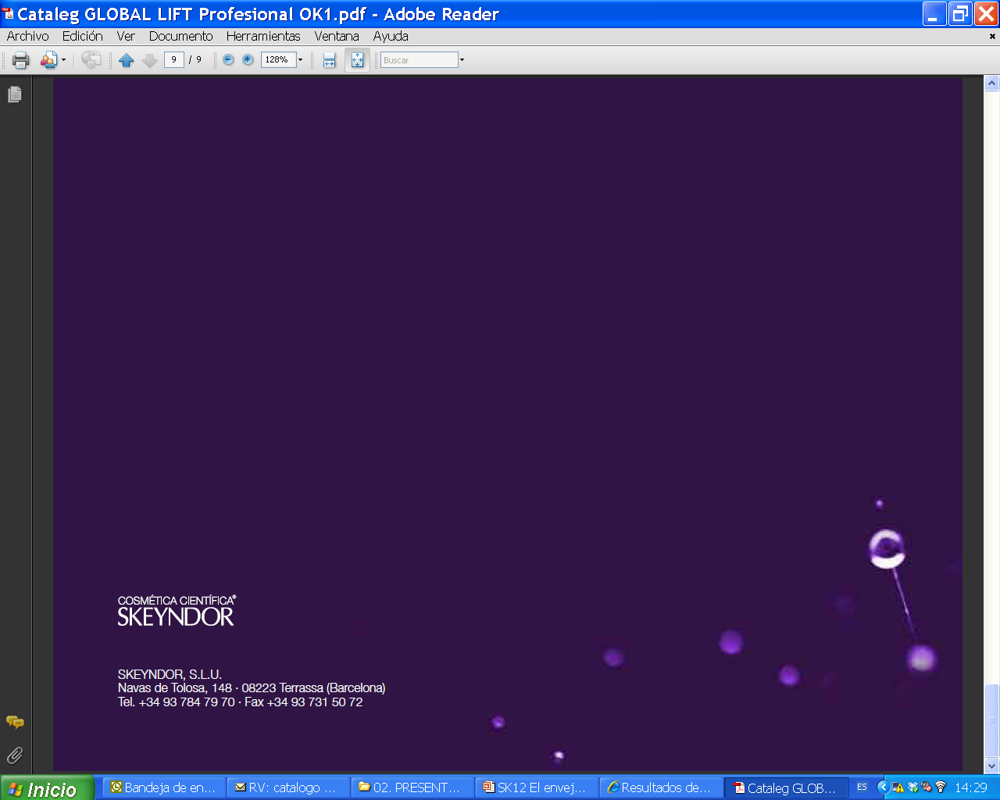 Cataleg GLOBAL LIFT Profesional OK1.pdf - Adobe Reader
Archivo Edición Ver Documento Herramientas Ventana Ayuda
9 / 9 128% Buscar
COSMÉTICA CIENTÍFICA®
SKEYNDOR
SKEYNDOR, S.L.U.
Navas de Tolosa, 148 · 08223 Terrassa (Barcelona)
Tel. +34 93 784 79 70 · Fax +34 93 731 50 72
Inicio Bandeja de en... RV: catalogo ... 02. PRESENT... SK12 El envej... Resultados de... Cataleg GLOB... ES 14:29